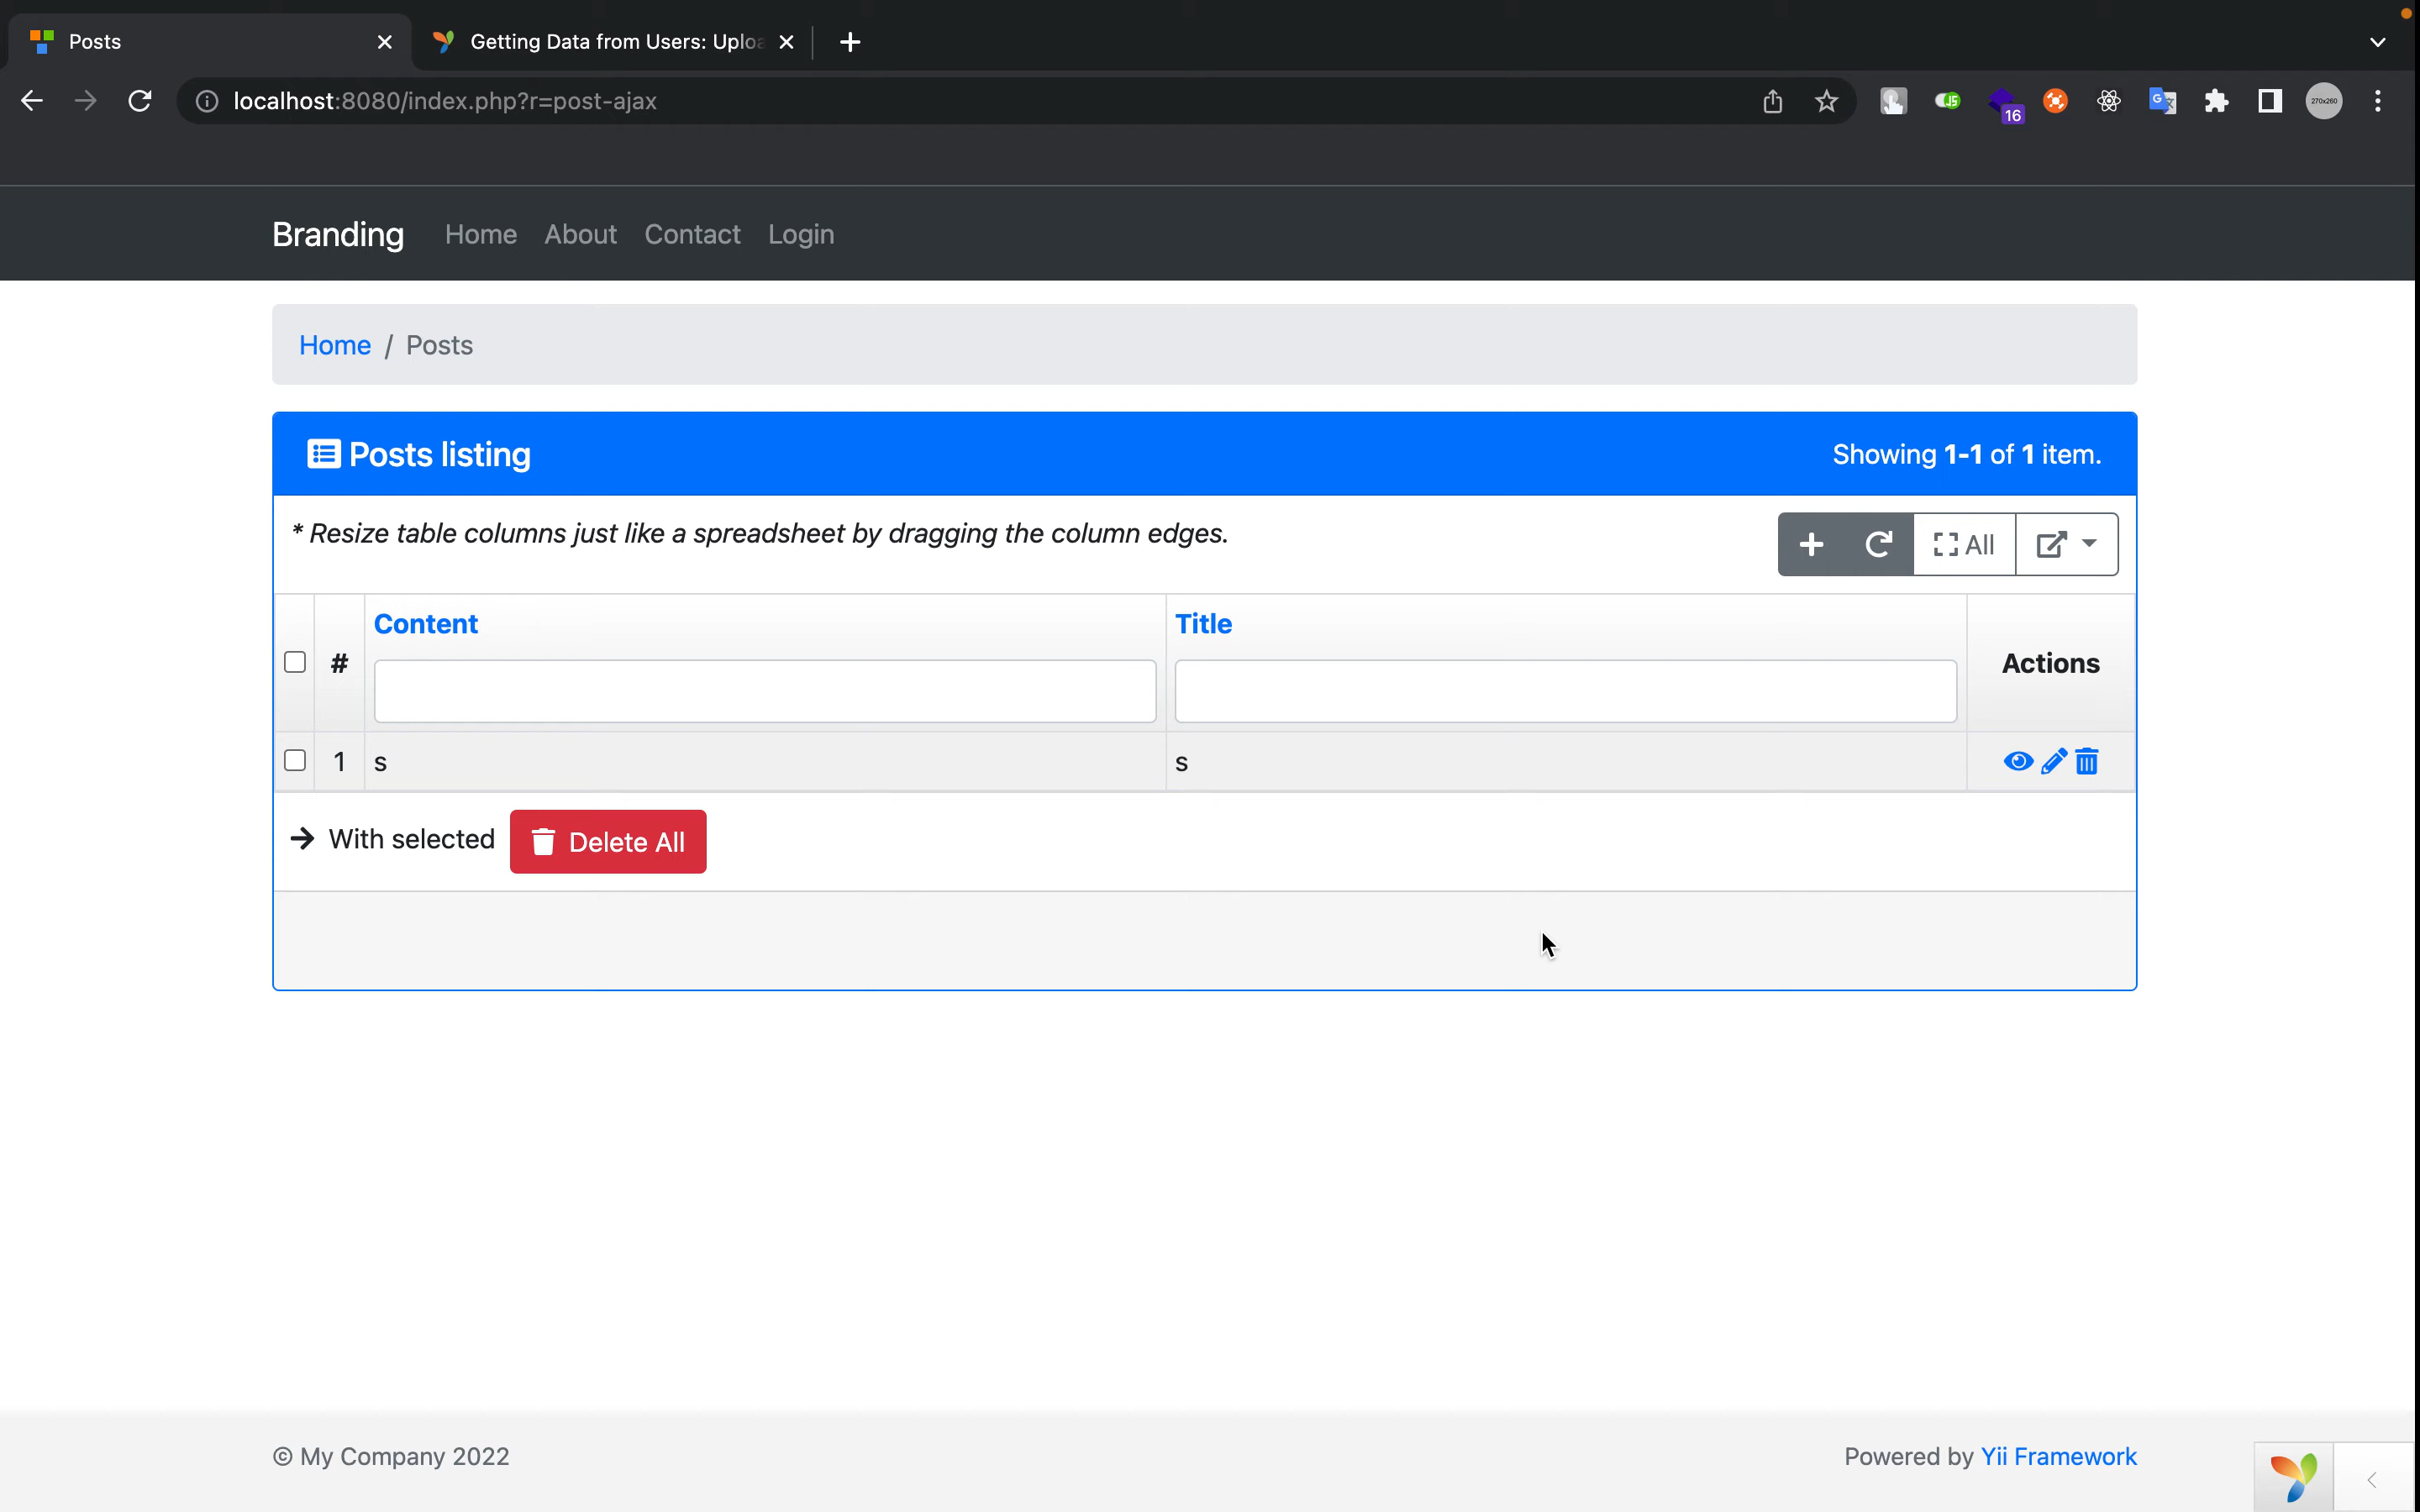 Posts
Getting Data from Users: Uploa
localhost:8080/index.php?r=post-ajax
16
270x260
Branding Home About Contact Login
Home / Posts
Posts listing
Showing 1-1 of 1 item.
* Resize table columns just like a spreadsheet by dragging the column edges.
All
# Content Title Actions
1 s s
With selected Delete All
© My Company 2022
Powered by Yii Framework